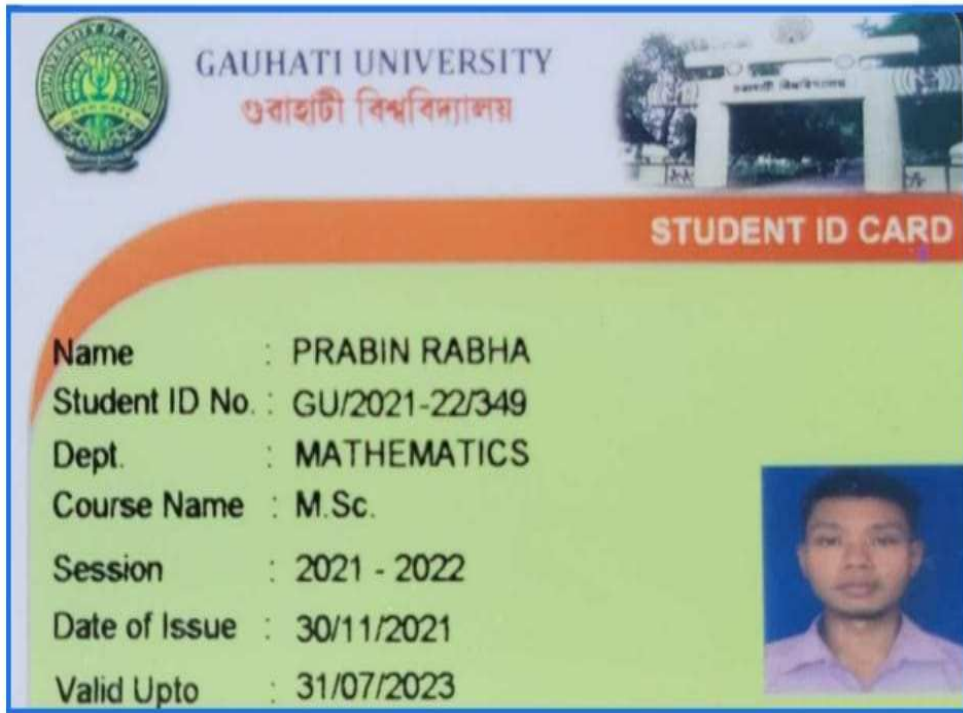 GAUHATI UNIVERSITY
গুৱাহাটী বিশ্ববিদ্যালয়
STUDENT ID CARD
Name : PRABIN RABHA
Student ID No. : GU/2021-22/349
Dept. : MATHEMATICS
Course Name : M.Sc.
Session : 2021 - 2022
Date of Issue : 30/11/2021
Valid Upto : 31/07/2023